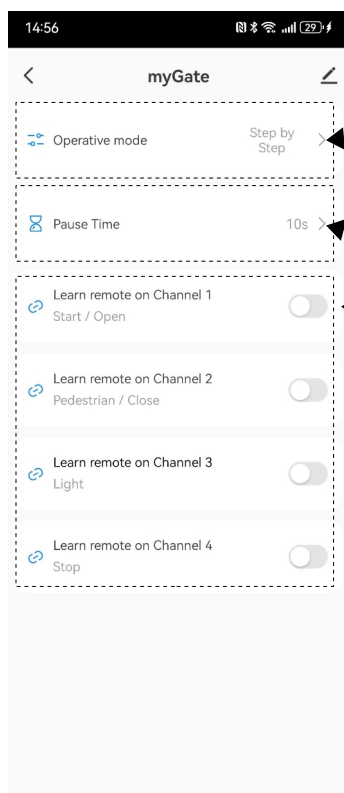 14:56
29
myGate
Operative mode
Step by
Step
Pause Time
10s
Learn remote on Channel 1
Start / Open
Learn remote on Channel 2
Pedestrian / Close
Learn remote on Channel 3
Light
Learn remote on Channel 4
Stop